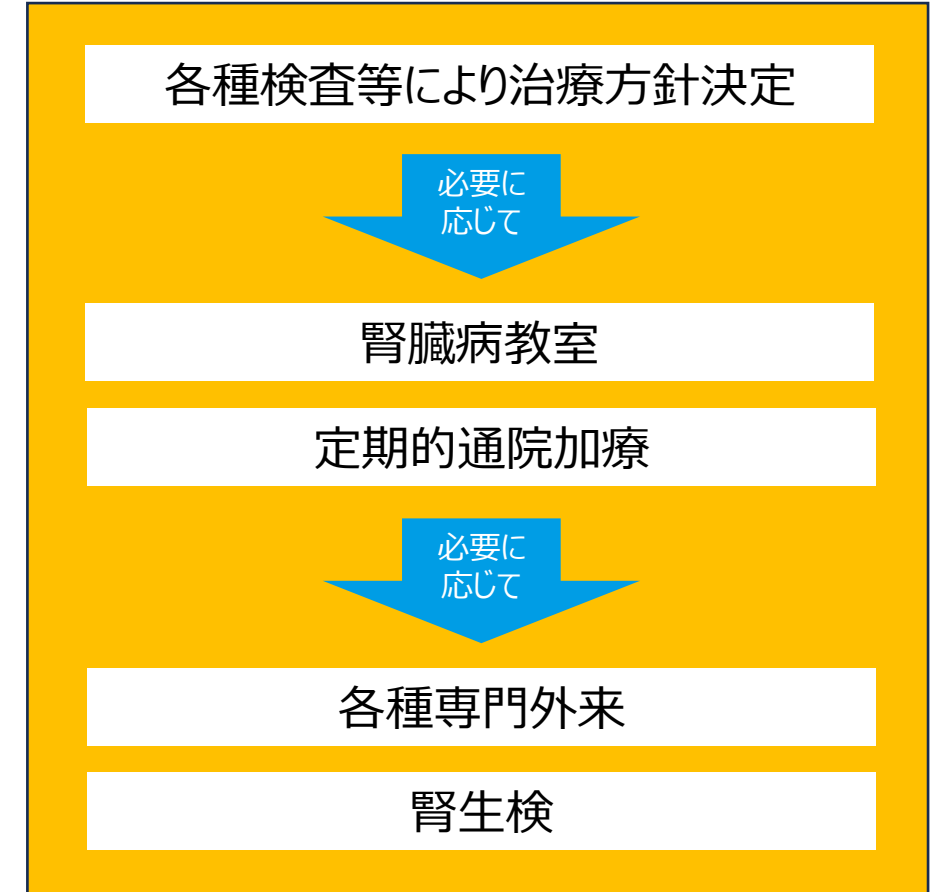 各種検査等により治療方針決定
必要に
応じて
腎臓病教室
定期的通院加療
必要に
応じて
各種専門外来
腎生検